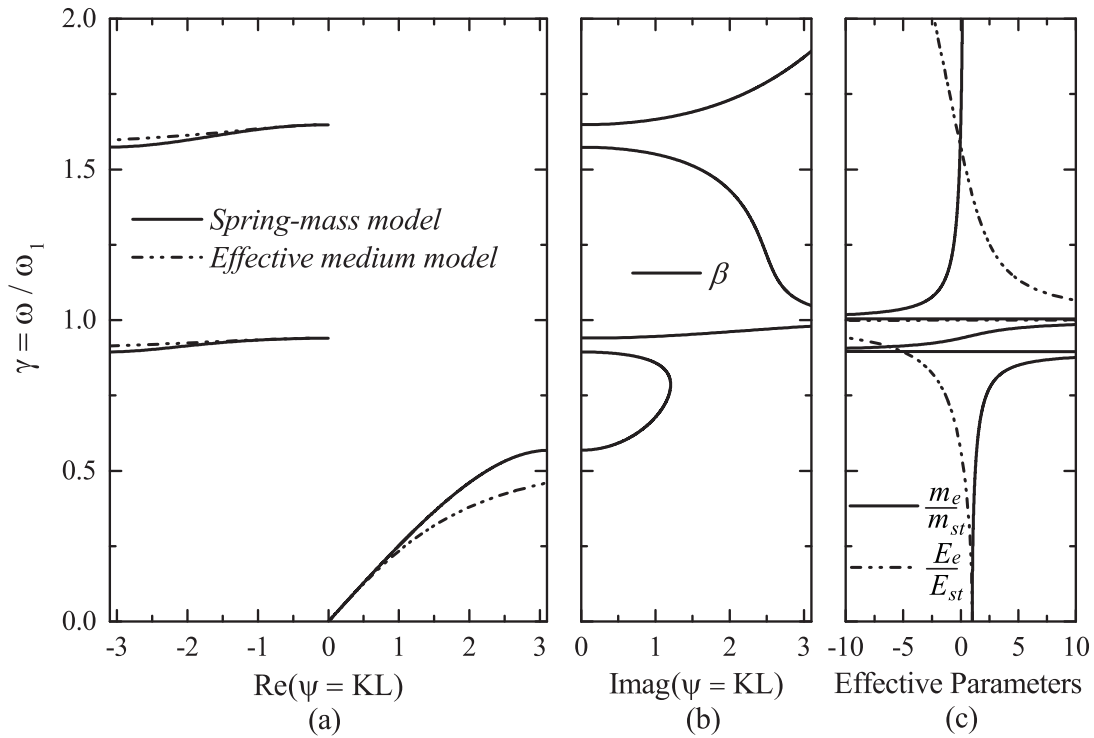 2.0
1.5
1.0
0.5
0.0
γ = ω / ω₁
Spring-mass model
Effective medium model
-3 -2 -1 0 1 2 3
Re(ψ = KL)
(a)
β
0 1 2 3
Imag(ψ = KL)
(b)
mₑ
mₛₜ
Eₑ
Eₛₜ
-10 -5 0 5 10
Effective Parameters
(c)